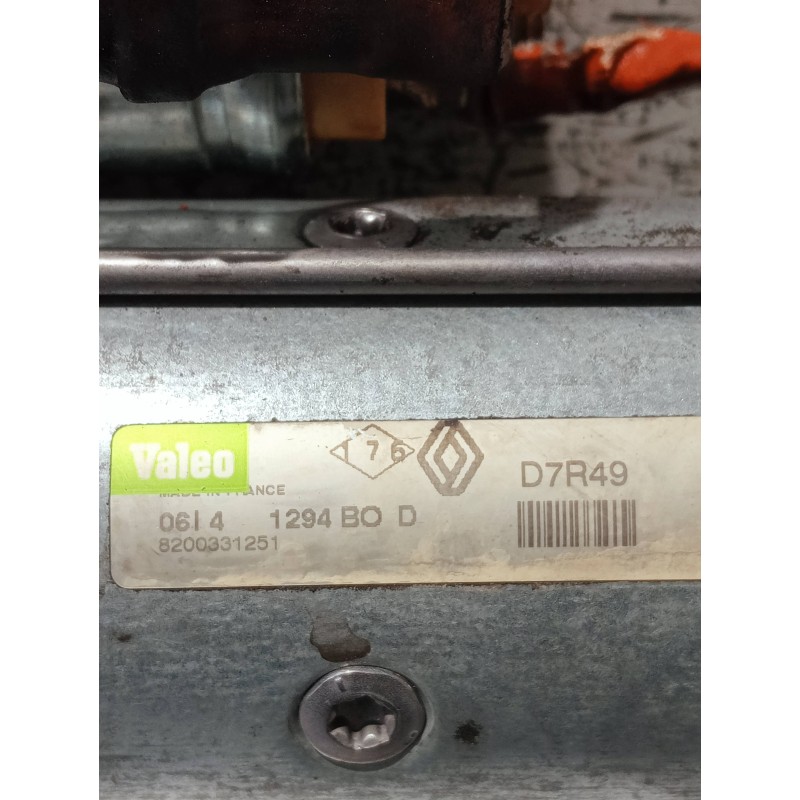 Valeo
176
D7R49
MADE IN FRANCE
06I 4 1294 BO D
8200331251